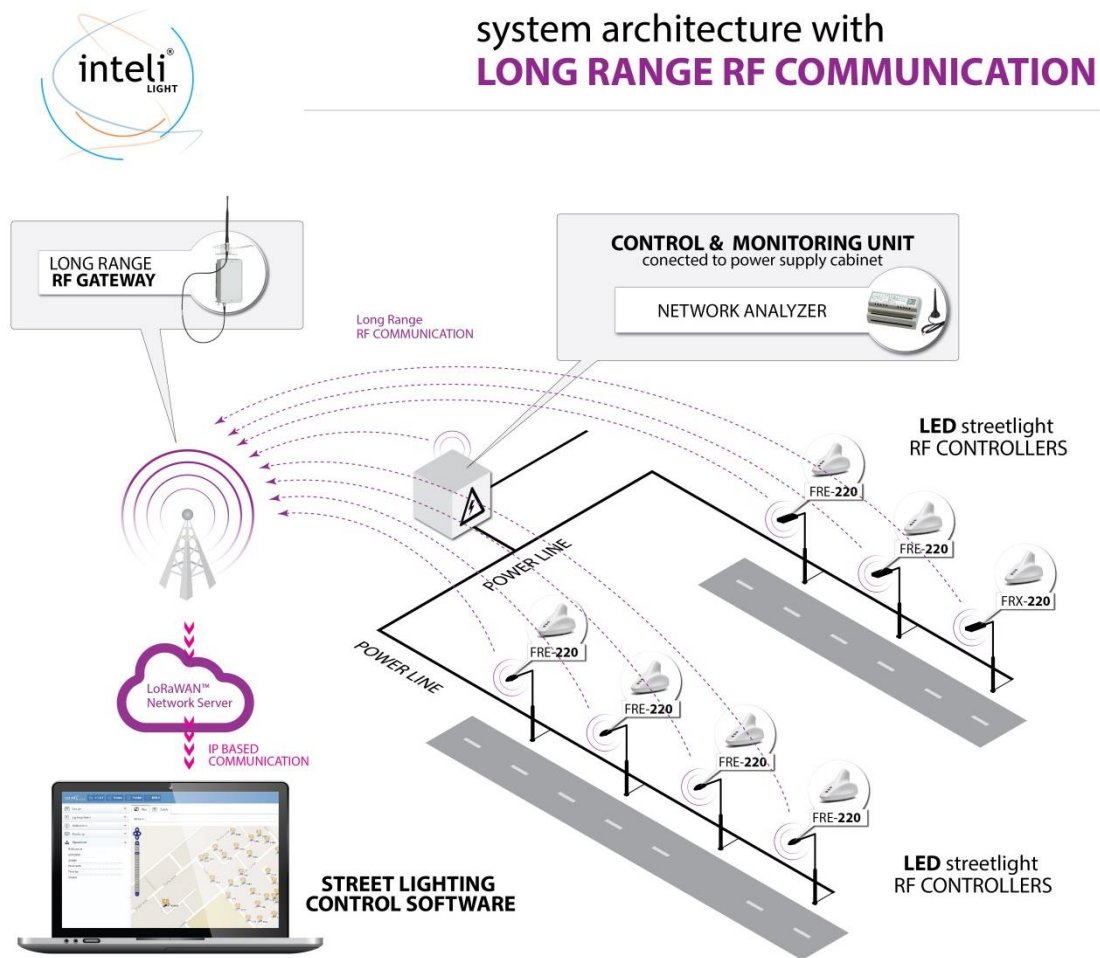 inteli®
LIGHT
system architecture with
LONG RANGE RF COMMUNICATION
LONG RANGE
RF GATEWAY
CONTROL & MONITORING UNIT
conected to power supply cabinet
NETWORK ANALYZER
Long Range
RF COMMUNICATION
LED streetlight
RF CONTROLLERS
FRE-220
FRE-220
FRX-220
POWER LINE
POWER LINE
FRE-220
FRE-220
FRE-220
FRE-220
LoRaWAN™
Network Server
IP BASED
COMMUNICATION
STREET LIGHTING
CONTROL SOFTWARE
LED streetlight
RF CONTROLLERS